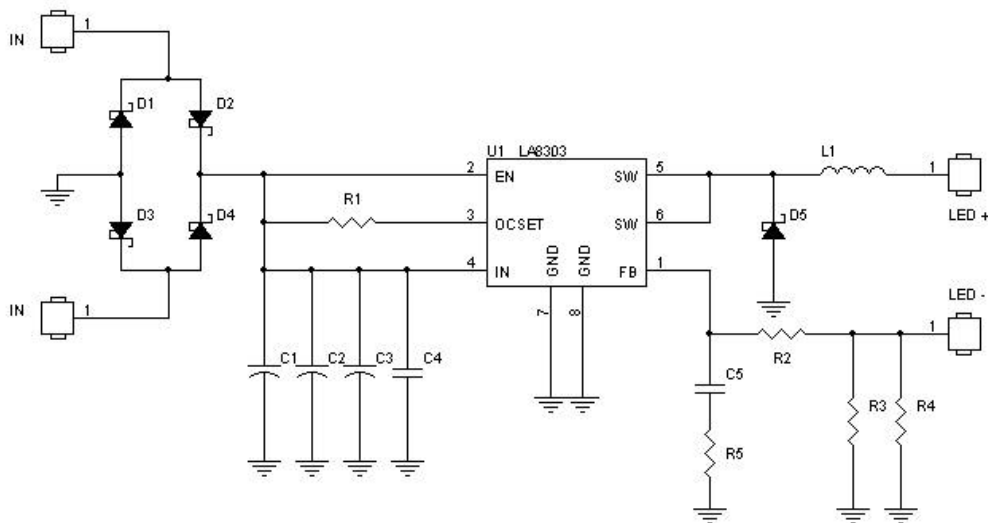 IN
1
D1
D2
D3
D4
IN
1
U1 LA8303
2
EN
SW
5
R1
3
OCSET
SW
6
4
IN
GND
GND
FB
1
7
8
C1
C2
C3
C4
L1
1
LED +
D5
LED -
1
R2
C5
R3
R4
R5